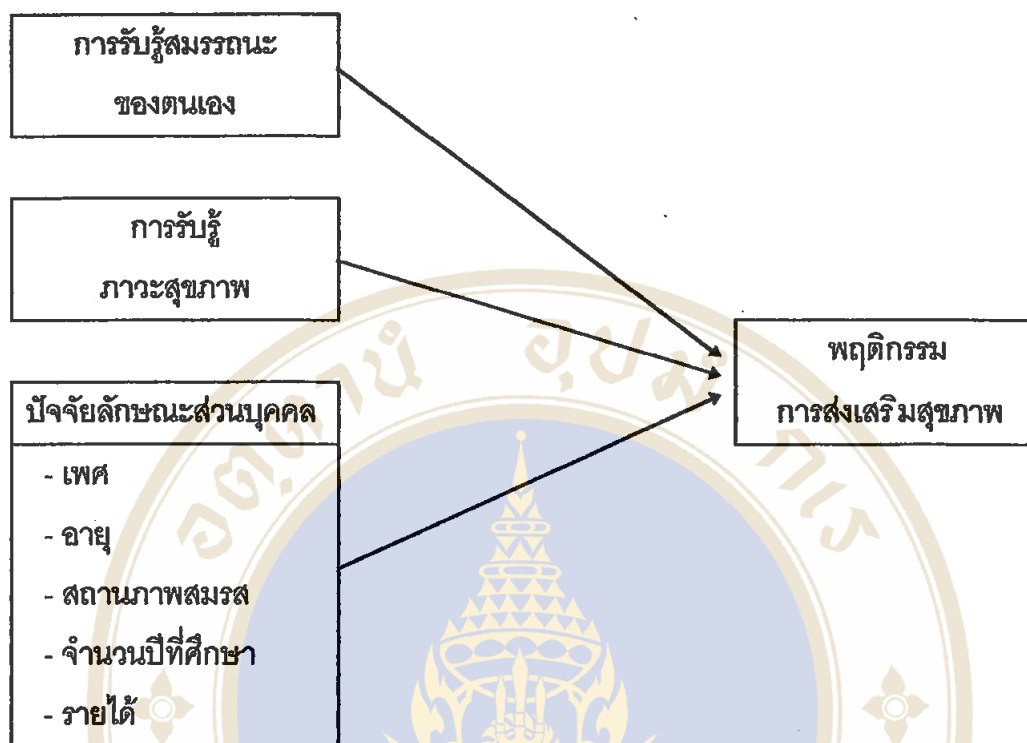 การรับรู้สมรรถนะ
ของตนเอง
การรับรู้
ภาวะสุขภาพ
ปัจจัยลักษณะส่วนบุคคล
- เพศ
- อายุ
- สถานภาพสมรส
- จำนวนปีที่ศึกษา
- รายได้
พฤติกรรม
การส่งเสริมสุขภาพ